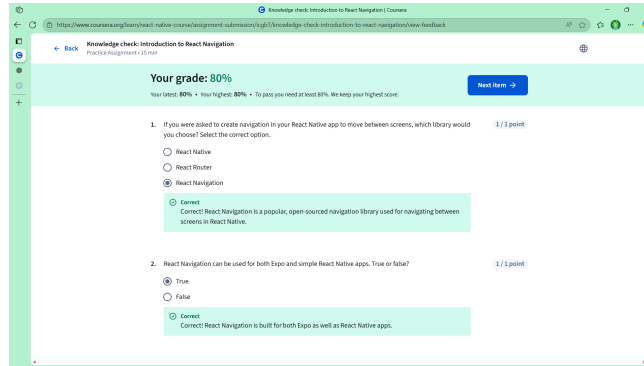 Knowledge check: Introduction to React Navigation | Coursera
https://www.coursera.org/learn/react-native-course/assignment-submission/icgbT/knowledge-check-introduction-to-react-navigation/view-feedback
Back
Knowledge check: Introduction to React Navigation
Practice Assignment • 15 min
Your grade: 80%
Your latest: 80% • Your highest: 80% • To pass you need at least 80%. We keep your highest score.
Next item →
1. If you were asked to create navigation in your React Native app to move between screens, which library would
you choose? Select the correct option.
1 / 1 point
React Native
React Router
React Navigation
Correct
Correct! React Navigation is a popular, open-sourced navigation library used for navigating between
screens in React Native.
2. React Navigation can be used for both Expo and simple React Native apps. True or false?
1 / 1 point
True
False
Correct
Correct! React Navigation is built for both Expo as well as React Native apps.